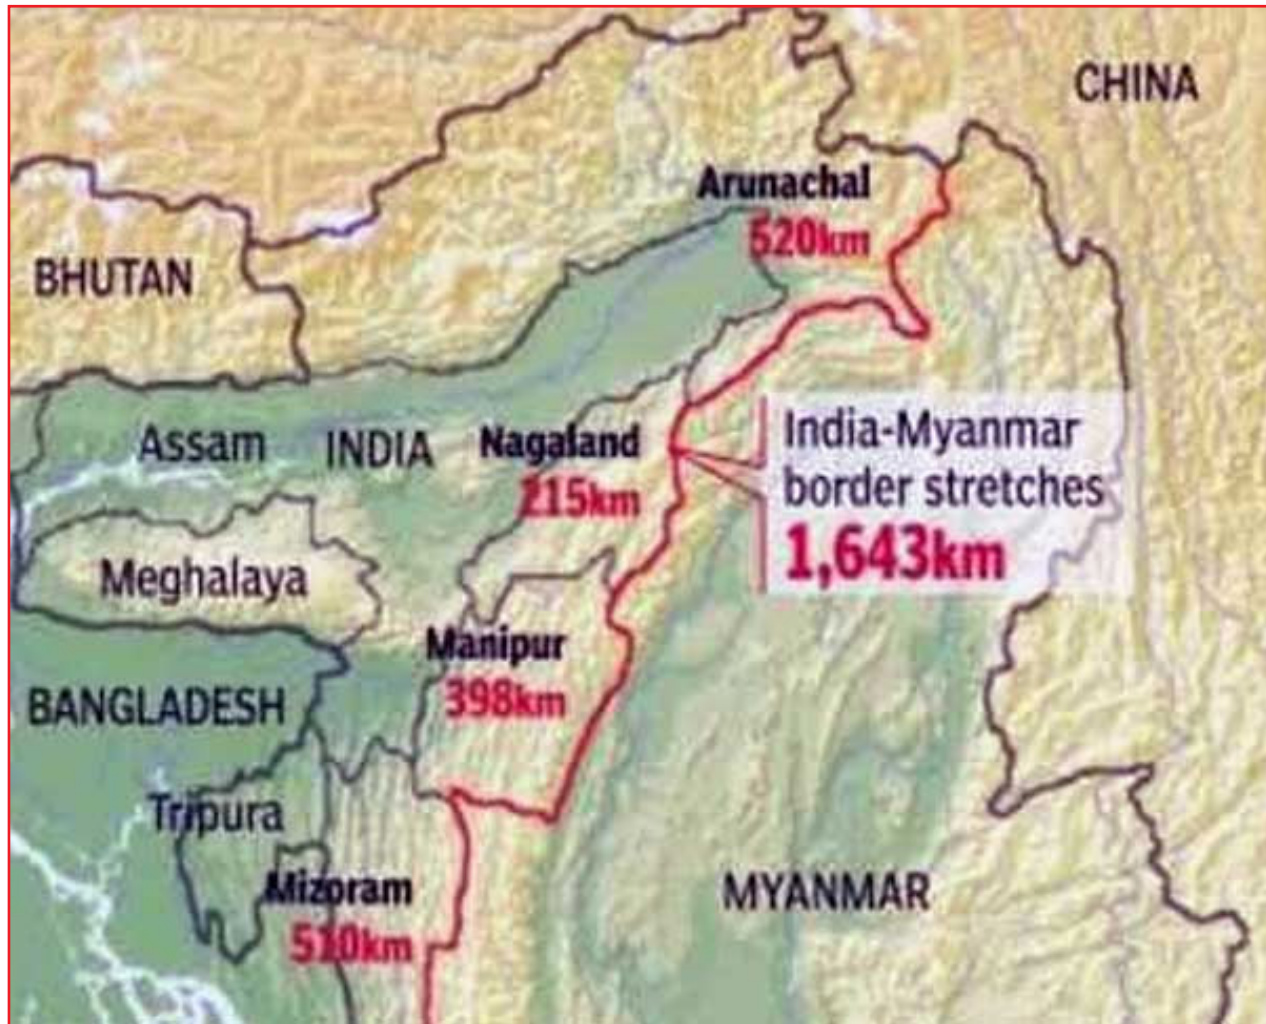 CHINA
Arunachal
520km
BHUTAN
Assam
INDIA
Nagaland
215km
India-Myanmar
border stretches
1,643km
Meghalaya
Manipur
398km
BANGLADESH
Tripura
Mizoram
510km
MYANMAR